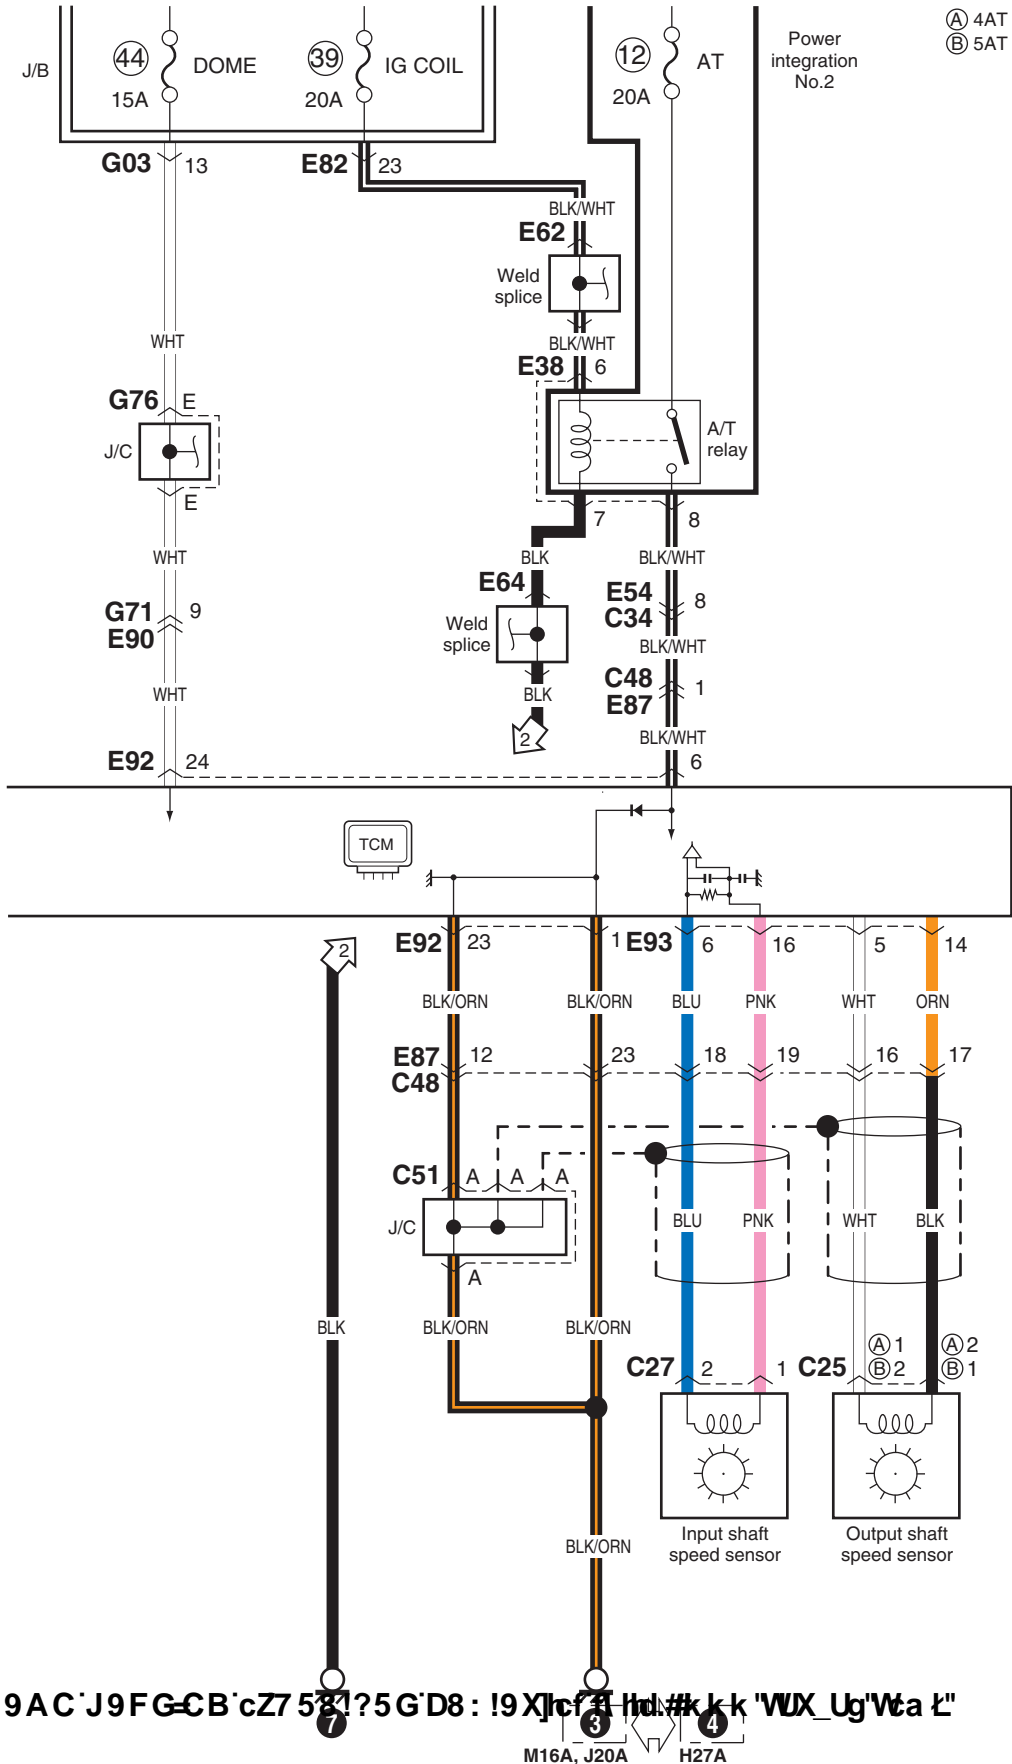 Ⓐ 4AT
Ⓑ 5AT
J/B
44 DOME
15A
39 IG COIL
20A
12 AT
20A
Power
integration
No.2
G03 13
E82 23
BLK/WHT
E62
Weld
splice
BLK/WHT
E38 6
WHT
G76 E
J/C
E
A/T
relay
7
8
WHT
BLK
BLK/WHT
E64
E54 8
C34
G71 9
E90
Weld
splice
BLK/WHT
WHT
BLK
C48 1
E87
2
BLK/WHT
E92 24
6
TCM
2
E92 23
1
E93 6
16
5
14
BLK/ORN
BLK/ORN
BLU
PNK
WHT
ORN
E87 12
C48
23
18
19
16
17
C51 A A A
J/C
A
BLU
PNK
WHT
BLK
BLK
BLK/ORN
BLK/ORN
C27 2
1
C25 Ⓐ1
Ⓑ2
Ⓐ2
Ⓑ1
Input shaft
speed sensor
Output shaft
speed sensor
BLK/ORN
7
3
4
M16A, J20A
H27A